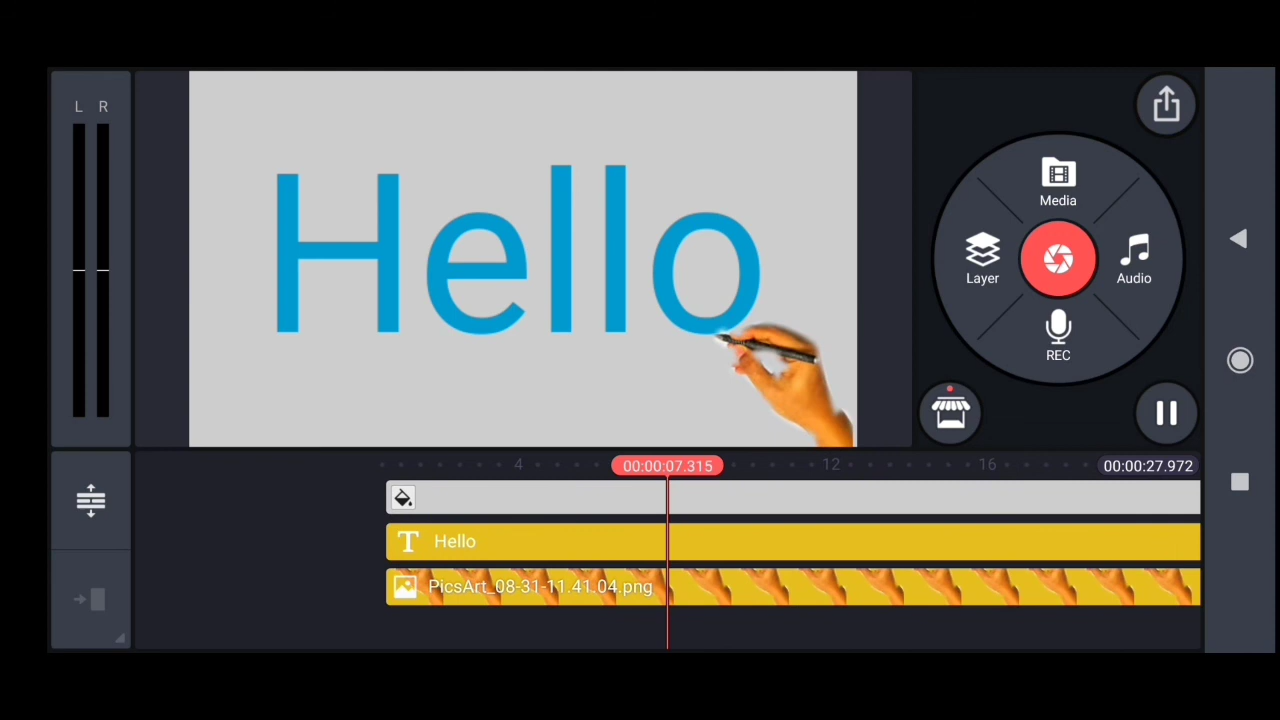 L R
Hello
Media
Layer
Audio
REC
4
00:00:07.315
12
16
00:00:27.972
T Hello
PicsArt_08-31-11.41.04.png